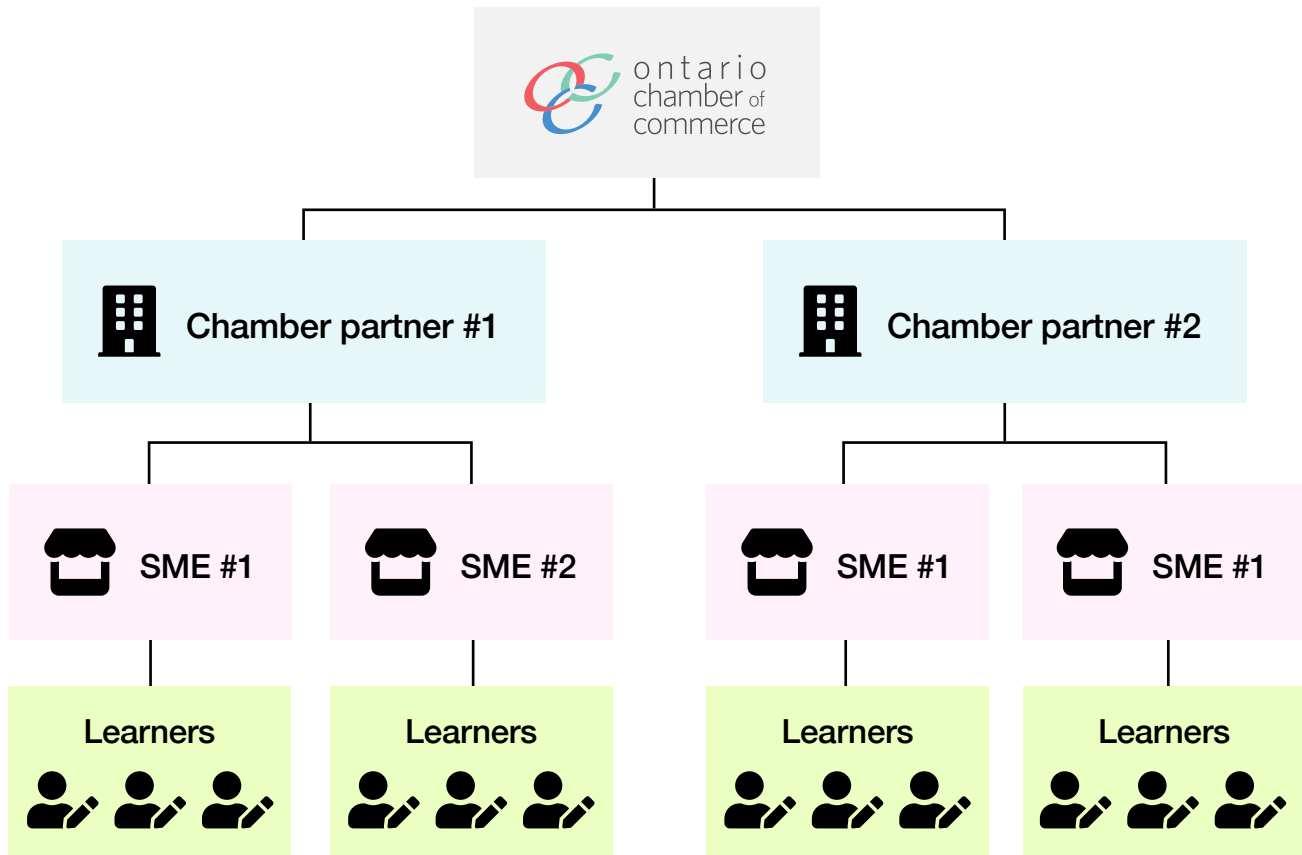 ontario
chamber of
commerce
Chamber partner #1
Chamber partner #2
SME #1
SME #2
SME #1
SME #1
Learners
Learners
Learners
Learners